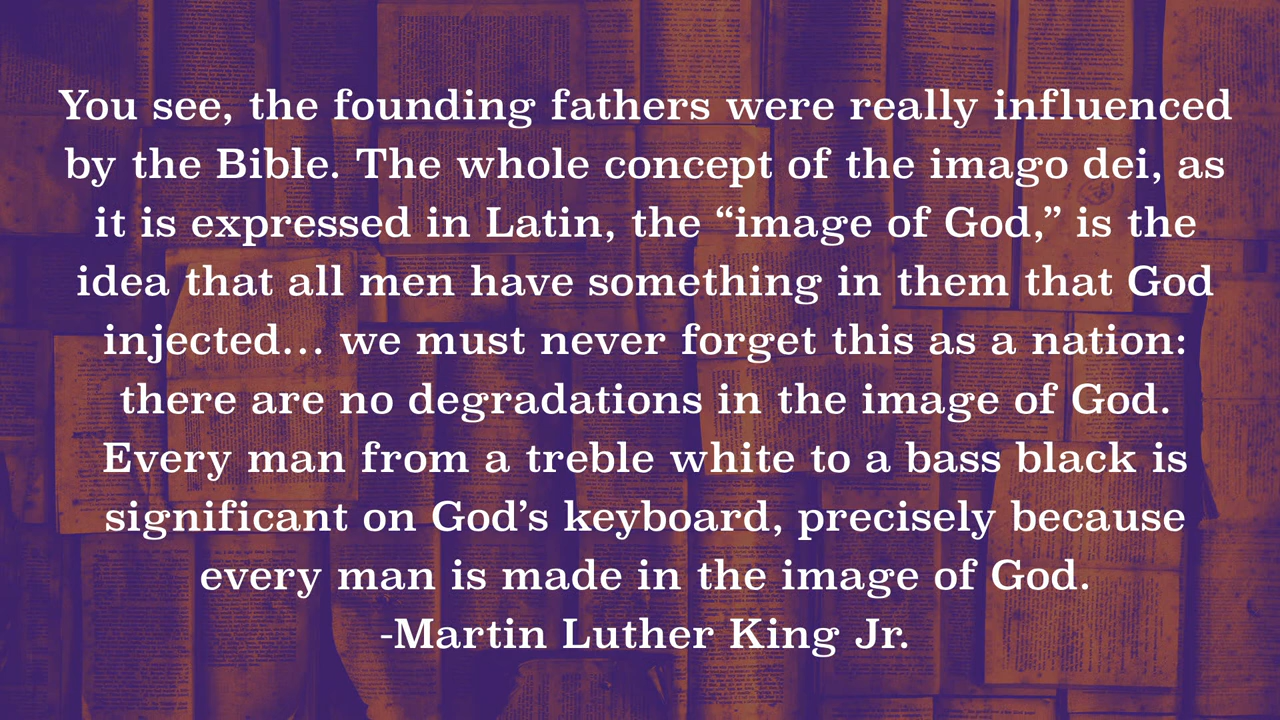 You see, the founding fathers were really influenced
by the Bible. The whole concept of the imago dei, as
it is expressed in Latin, the “image of God,” is the
idea that all men have something in them that God
injected… we must never forget this as a nation:
there are no degradations in the image of God.
Every man from a treble white to a bass black is
significant on God’s keyboard, precisely because
every man is made in the image of God.
-Martin Luther King Jr.